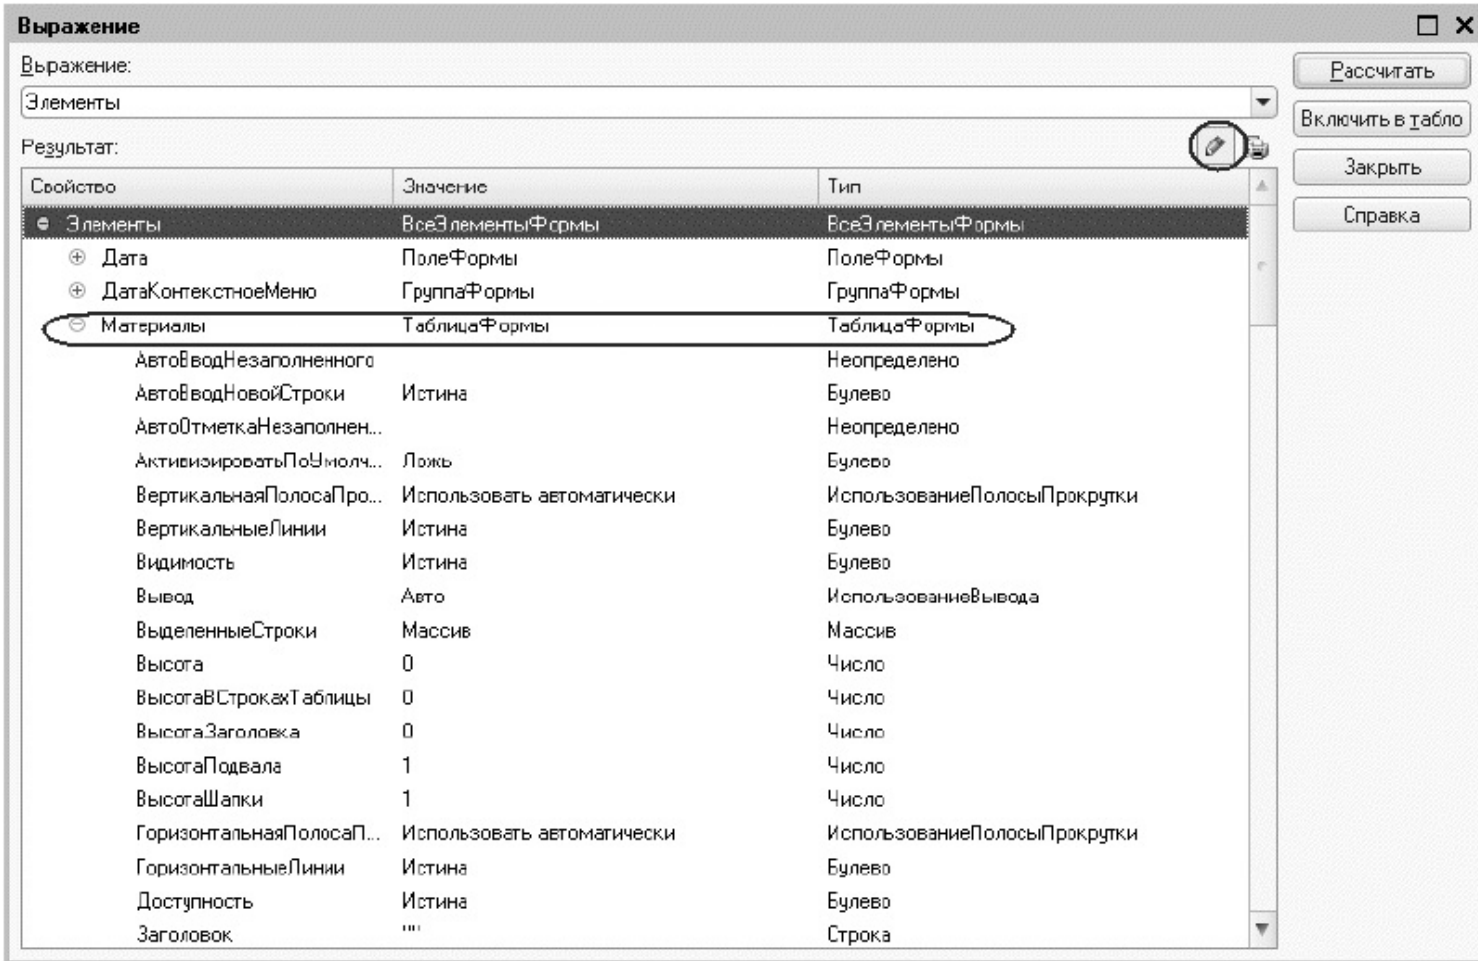 Выражение
Выражение:
Рассчитать
Элементы
Включить в табло
Результат:
Закрыть
Свойство Значение Тип
Справка
Элементы ВсеЭлементыФормы ВсеЭлементыФормы
Дата ПолеФормы ПолеФормы
ДатаКонтекстноеМеню ГруппаФормы ГруппаФормы
Материалы ТаблицаФормы ТаблицаФормы
АвтоВводНезаполненного Неопределено
АвтоВводНовойСтроки Истина Булево
АвтоОтметкаНезаполнен... Неопределено
АктивизироватьПоУмолч... Ложь Булево
ВертикальнаяПолосаПро... Использовать автоматически ИспользованиеПолосыПрокрутки
ВертикальныеЛинии Истина Булево
Видимость Истина Булево
Вывод Авто ИспользованиеВывода
ВыделенныеСтроки Массив Массив
Высота 0 Число
ВысотаВСтрокахТаблицы 0 Число
ВысотаЗаголовка 0 Число
ВысотаПодвала 1 Число
ВысотаШапки 1 Число
ГоризонтальнаяПолосаП... Использовать автоматически ИспользованиеПолосыПрокрутки
ГоризонтальныеЛинии Истина Булево
Доступность Истина Булево
Заголовок "" Строка